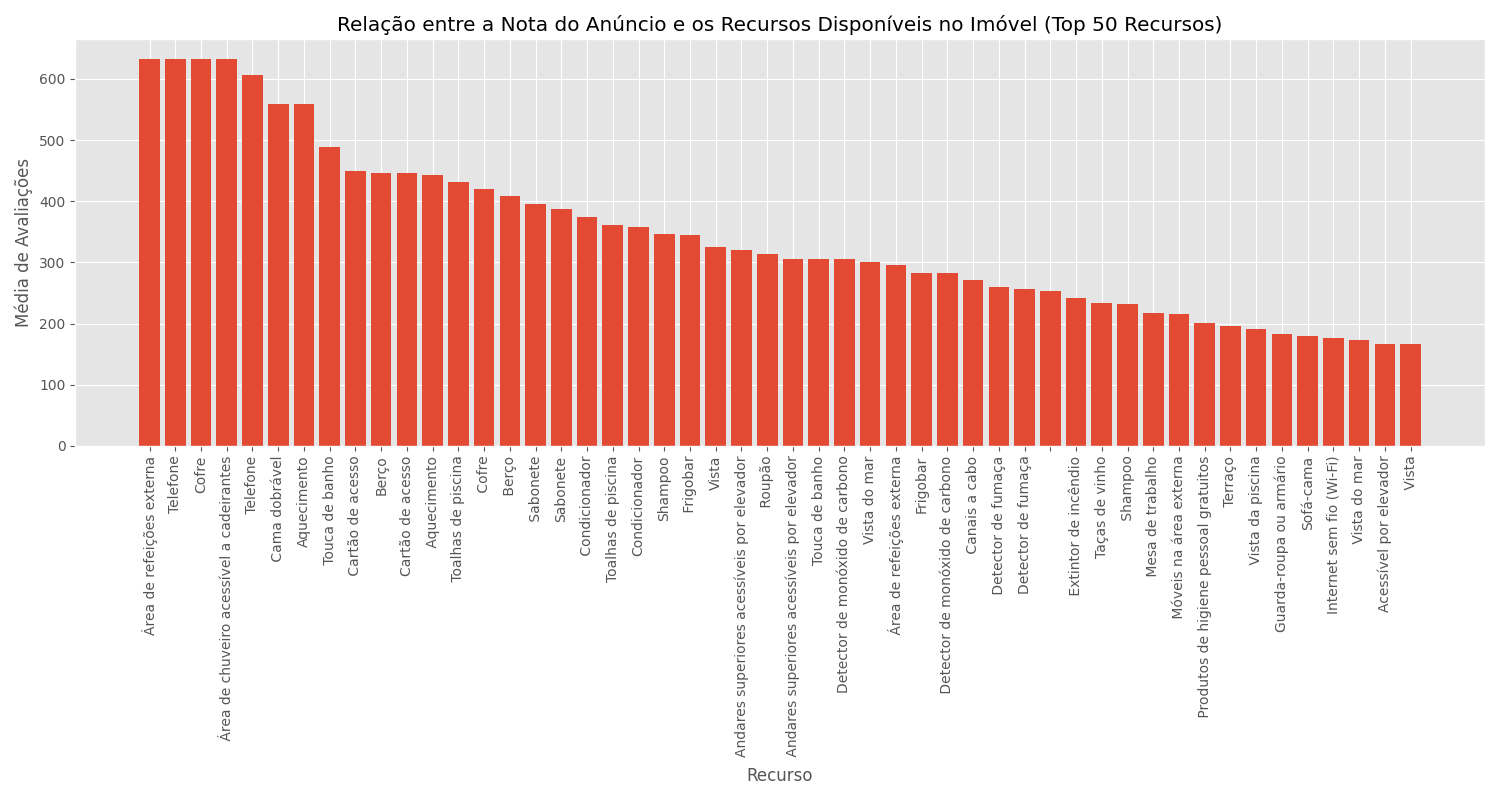 Relação entre a Nota do Anúncio e os Recursos Disponíveis no Imóvel (Top 50 Recursos)
Média de Avaliações
600
500
400
300
200
100
0
Área de refeições externa
Telefone
Cofre
Área de chuveiro acessível a cadeirantes
Telefone
Cama dobrável
Aquecimento
Touca de banho
Cartão de acesso
Berço
Cartão de acesso
Aquecimento
Toalhas de piscina
Cofre
Berço
Sabonete
Sabonete
Condicionador
Toalhas de piscina
Condicionador
Shampoo
Frigobar
Vista
Andares superiores acessíveis por elevador
Roupão
Andares superiores acessíveis por elevador
Touca de banho
Detector de monóxido de carbono
Vista do mar
Área de refeições externa
Frigobar
Detector de monóxido de carbono
Canais a cabo
Detector de fumaça
Detector de fumaça
Extintor de incêndio
Taças de vinho
Shampoo
Mesa de trabalho
Móveis na área externa
Produtos de higiene pessoal gratuitos
Terraço
Vista da piscina
Guarda-roupa ou armário
Sofá-cama
Internet sem fio (Wi-Fi)
Vista do mar
Acessível por elevador
Vista
Recurso